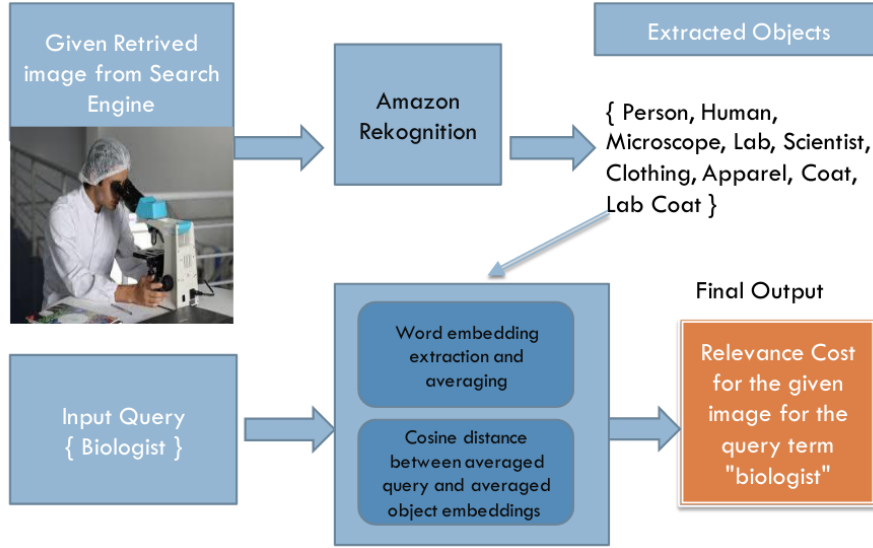 Given Retrived
image from Search
Engine
Amazon
Rekognition
Extracted Objects
{ Person, Human,
Microscope, Lab, Scientist,
Clothing, Apparel, Coat,
Lab Coat }
Input Query
{ Biologist }
Word embedding
extraction and
averaging
Cosine distance
between averaged
query and averaged
object embeddings
Final Output
Relevance Cost
for the given
image for the
query term
"biologist"